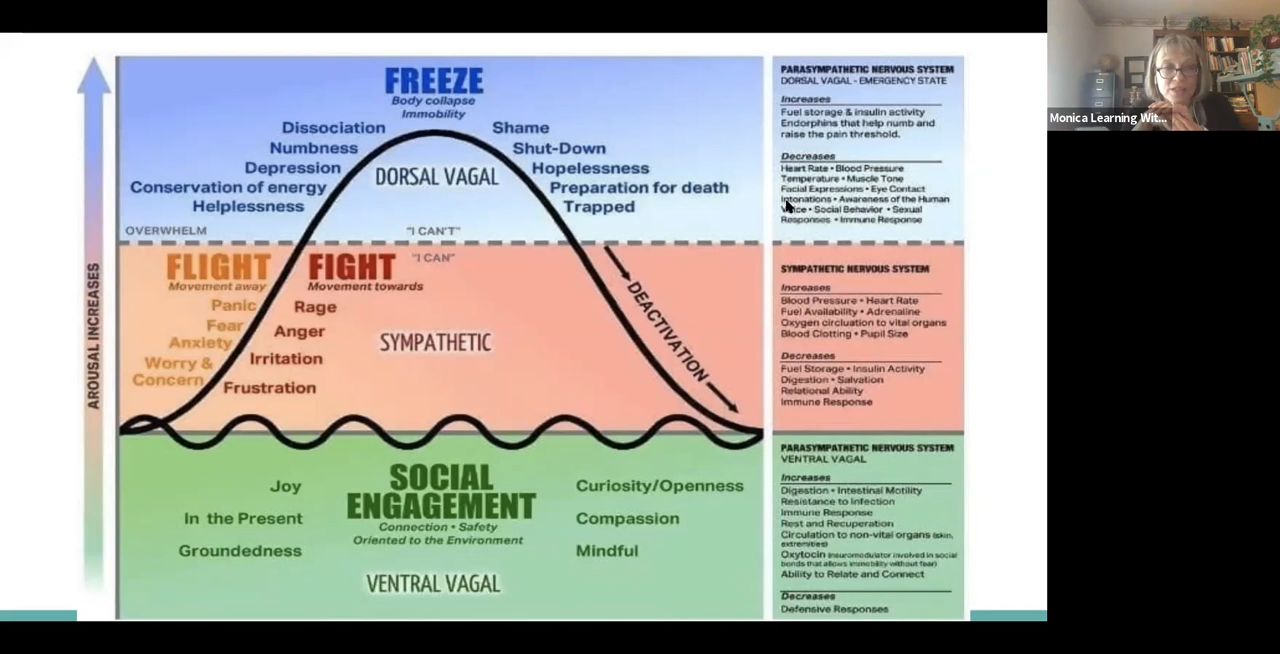 FREEZE
Body collapse
Immobility
Dissociation
Numbness
Depression
Conservation of energy
Helplessness
Shame
Shut-Down
Hopelessness
Preparation for death
Trapped
DORSAL VAGAL
OVERWHELM
"I CAN'T"
"I CAN"
FLIGHT
Movement away
Panic
Fear
Anxiety
Worry &
Concern
FIGHT
Movement towards
Rage
Anger
Irritation
Frustration
SYMPATHETIC
DEACTIVATION
AROUSAL INCREASES
SOCIAL
ENGAGEMENT
Connection • Safety
Oriented to the Environment
Joy
In the Present
Groundedness
Curiosity/Openness
Compassion
Mindful
VENTRAL VAGAL
PARASYMPATHETIC NERVOUS SYSTEM
DORSAL VAGAL - EMERGENCY STATE
Increases
Fuel storage & insulin activity
Endorphins that help numb and
raise the pain threshold.
Decreases
Heart Rate • Blood Pressure
Temperature • Muscle Tone
Facial Expressions • Eye Contact
Intonations • Awareness of the Human
Voice • Social Behavior • Sexual
Responses • Immune Response
SYMPATHETIC NERVOUS SYSTEM
Increases
Blood Pressure • Heart Rate
Fuel Availability • Adrenaline
Oxygen circluation to vital organs
Blood Clotting • Pupil Size
Decreases
Fuel Storage • Insulin Activity
Digestion • Salvation
Relational Ability
Immune Response
PARASYMPATHETIC NERVOUS SYSTEM
VENTRAL VAGAL
Increases
Digestion • Intestinal Motility
Resistance to Infection
Immune Response
Rest and Recuperation
Circulation to non-vital organs (skin,
extremities)
Oxytocin (neuromodulator involved in social
bonds that allows immobility without fear)
Ability to Relate and Connect
Decreases
Defensive Responses
Monica Learning Wit...